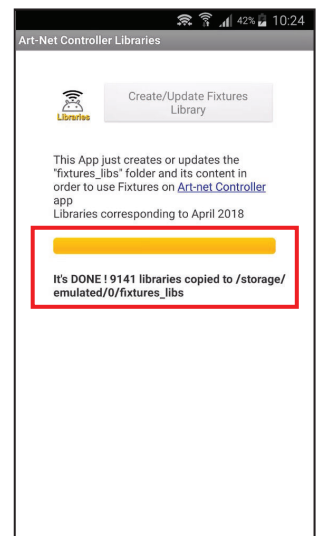 42% 10:24
Art-Net Controller Libraries
Libraries
Create/Update Fixtures
Library
This App just creates or updates the
"fixtures_libs" folder and its content in
order to use Fixtures on Art-net Controller
app
Libraries corresponding to April 2018
It's DONE ! 9141 libraries copied to /storage/
emulated/0/fixtures_libs